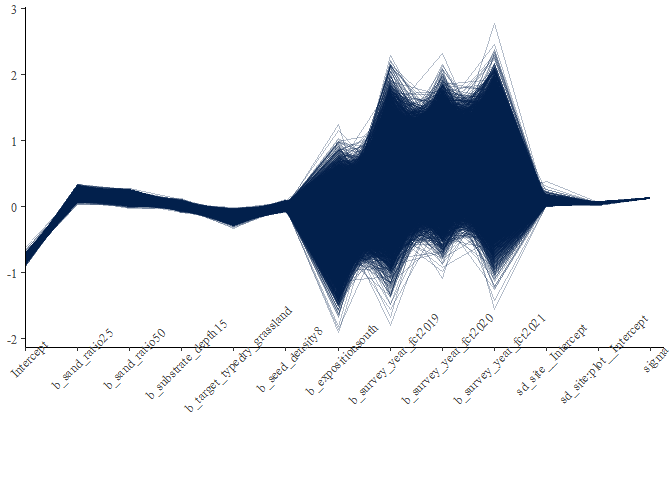 3
2
1
0
-1
-2
Intercept
b_sand_ratio25
b_sand_ratio50
b_substrate_depth15
b_target_typedry_grassland
b_seed_density8
b_expositionsouth
b_survey_year_fct2019
b_survey_year_fct2020
b_survey_year_fct2021
sd_site__Intercept
sd_site:plot__Intercept
sigma